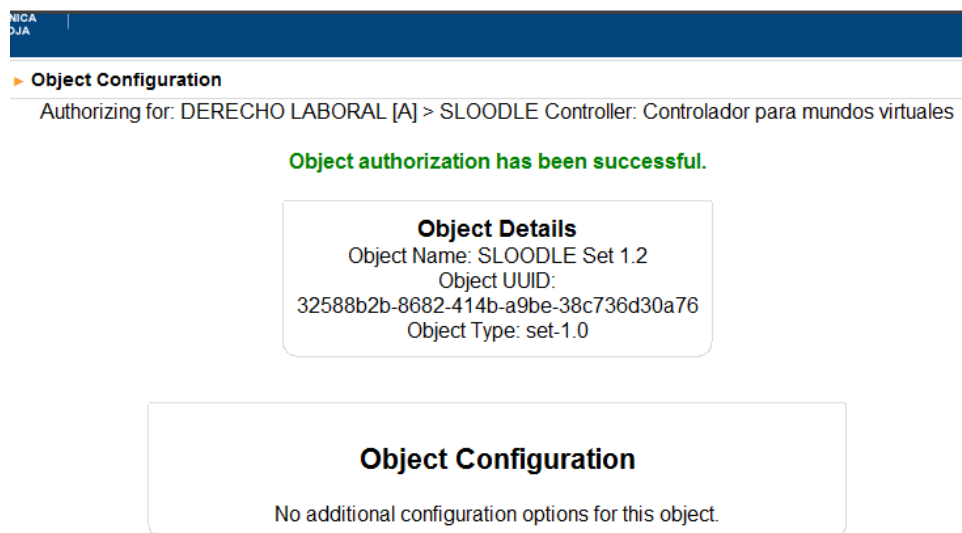 NICA
OJA
Object Configuration
Authorizing for: DERECHO LABORAL [A] > SLOODLE Controller: Controlador para mundos virtuales
Object authorization has been successful.
Object Details
Object Name: SLOODLE Set 1.2
Object UUID:
32588b2b-8682-414b-a9be-38c736d30a76
Object Type: set-1.0
Object Configuration
No additional configuration options for this object.